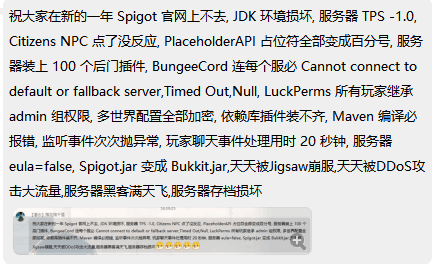 祝大家在新的一年 Spigot 官网上不去, JDK 环境损坏, 服务器 TPS -1.0,
Citizens NPC 点了没反应, PlaceholderAPI 占位符全部变成百分号, 服务
器装上 100 个后门插件, BungeeCord 连每个服必 Cannot connect to
default or fallback server,Timed Out,Null, LuckPerms 所有玩家继承
admin 组权限, 多世界配置全部加密, 依赖库插件装不齐, Maven 编译必
报错, 监听事件次次抛异常, 玩家聊天事件处理用时 20 秒钟, 服务器
eula=false, Spigot.jar 变成 Bukkit.jar,天天被Jigsaw崩服,天天被DDoS攻
击大流量,服务器黑客满天飞,服务器存档损坏